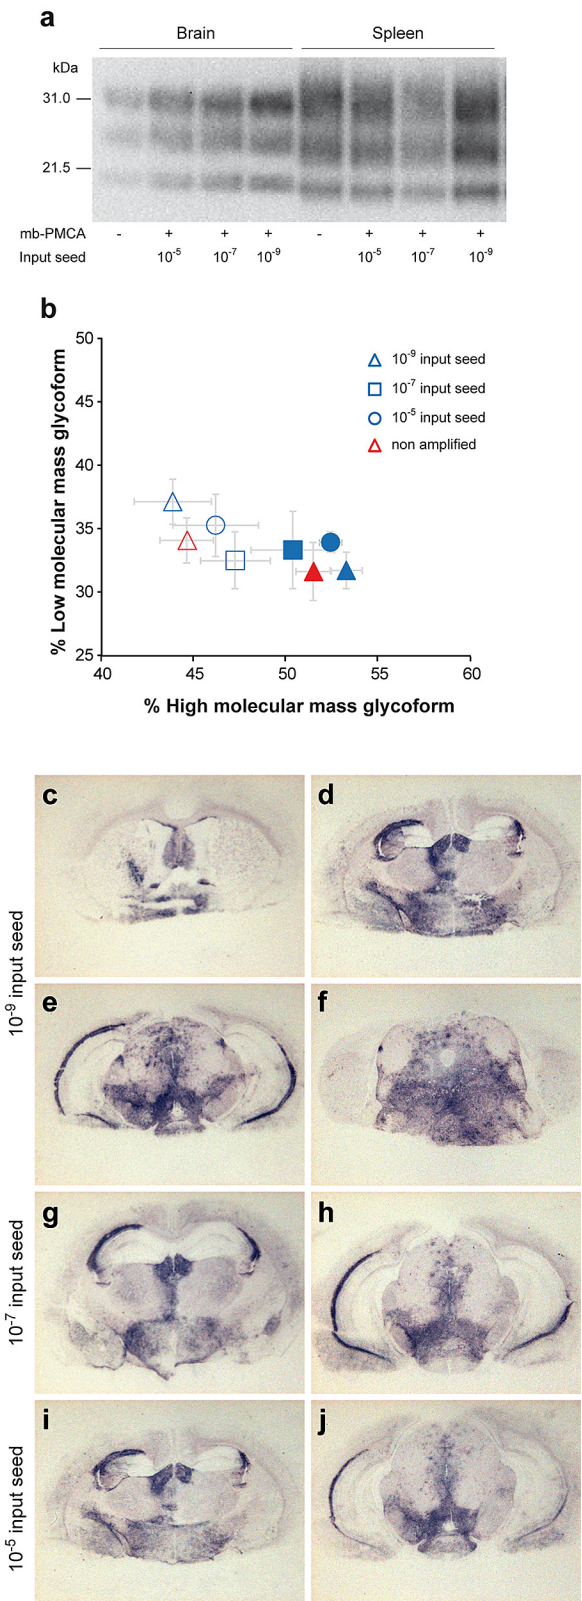 a
Brain Spleen
kDa
31.0
21.5
mb-PMCA - + + + - + + +
Input seed 10⁻⁵ 10⁻⁷ 10⁻⁹ 10⁻⁵ 10⁻⁷ 10⁻⁹
b
50
45
40
35
30
25
% Low molecular mass glycoform
10⁻⁹ input seed
10⁻⁷ input seed
10⁻⁵ input seed
non amplified
40 45 50 55 60
% High molecular mass glycoform
c d
10⁻⁹ input seed
e f
g h
10⁻⁷ input seed
i j
10⁻⁵ input seed